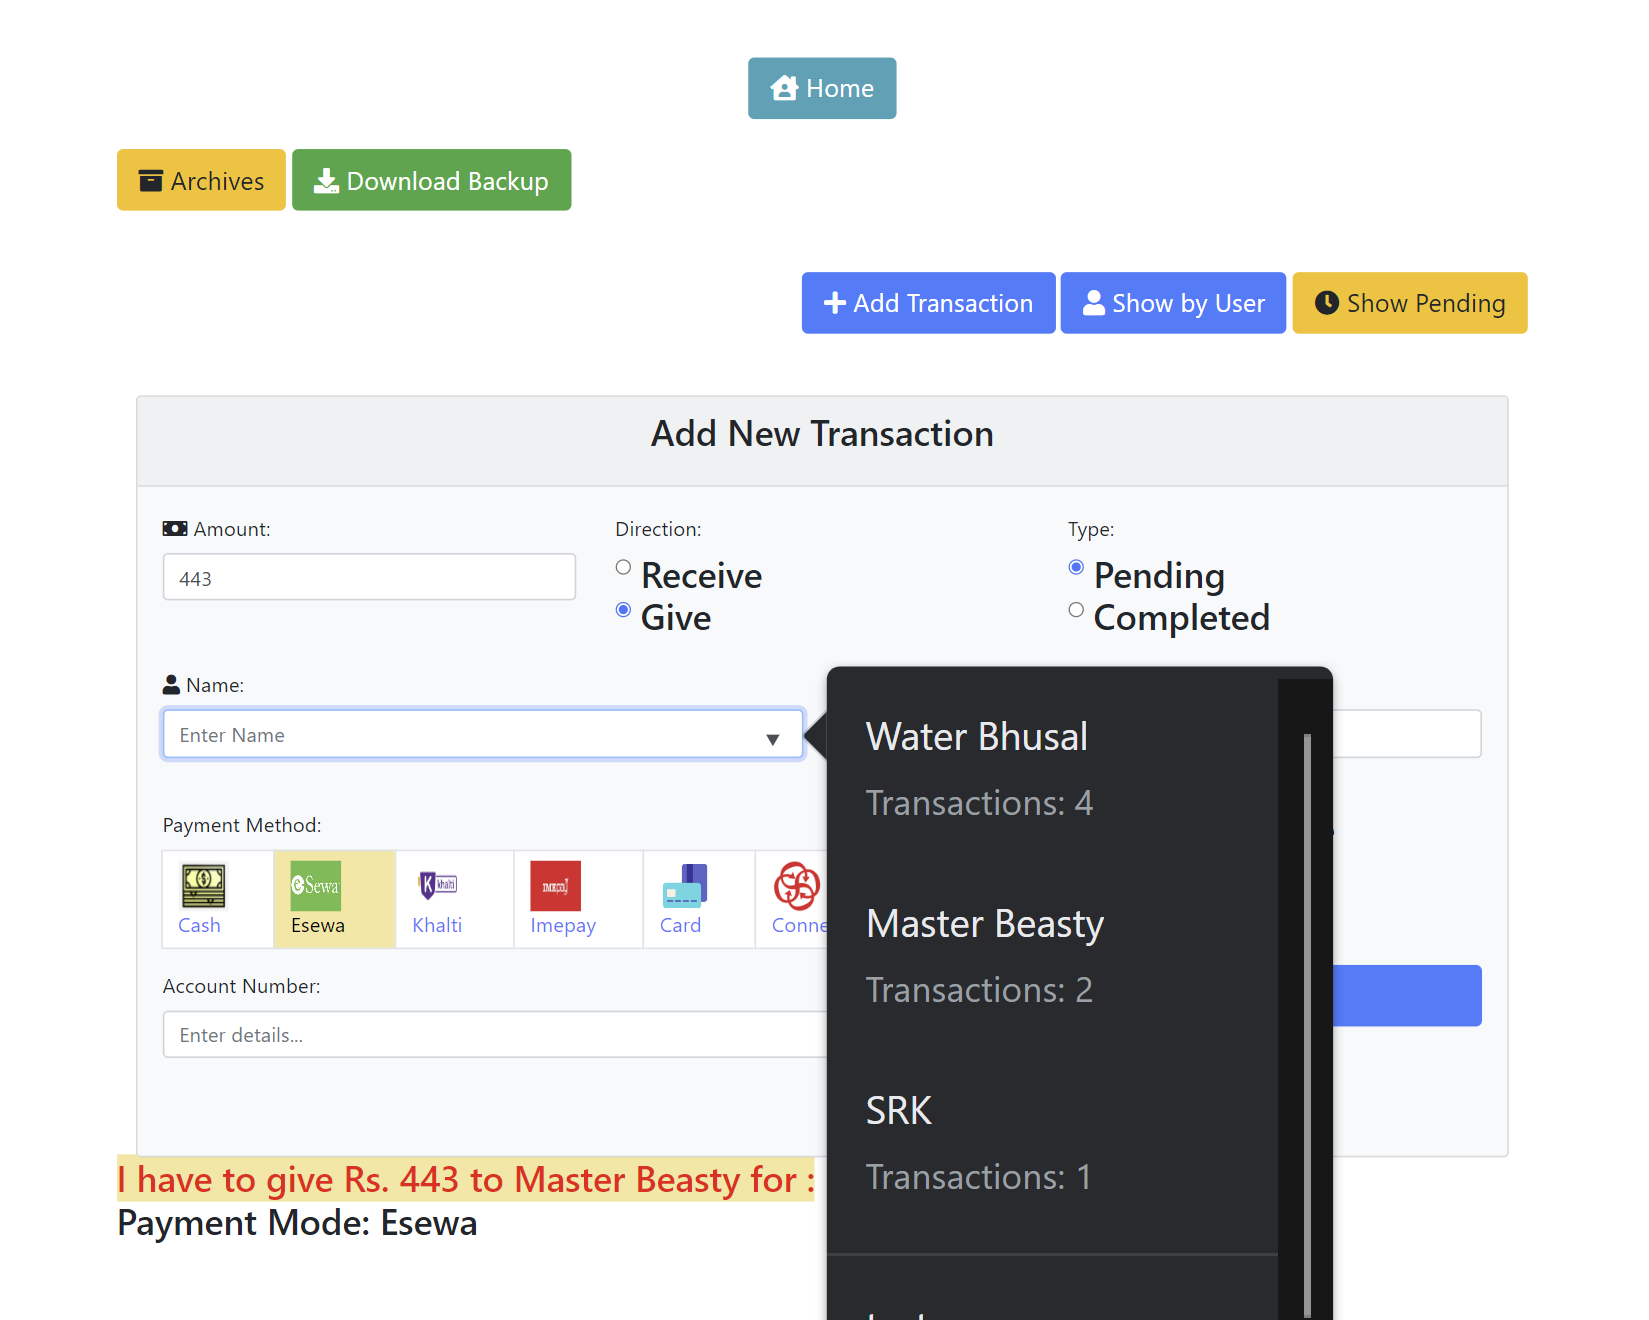 Home
Archives
Download Backup
Add Transaction
Show by User
Show Pending
Add New Transaction
Amount:
443
Direction:
Receive
Give
Type:
Pending
Completed
Name:
Enter Name
Water Bhusal
Transactions: 4
Master Beasty
Transactions: 2
SRK
Transactions: 1
Payment Method:
eSewa
Khalti
IMEPAY
Cash
Esewa
Khalti
Imepay
Card
Conne
Account Number:
Enter details...
I have to give Rs. 443 to Master Beasty for :
Payment Mode: Esewa